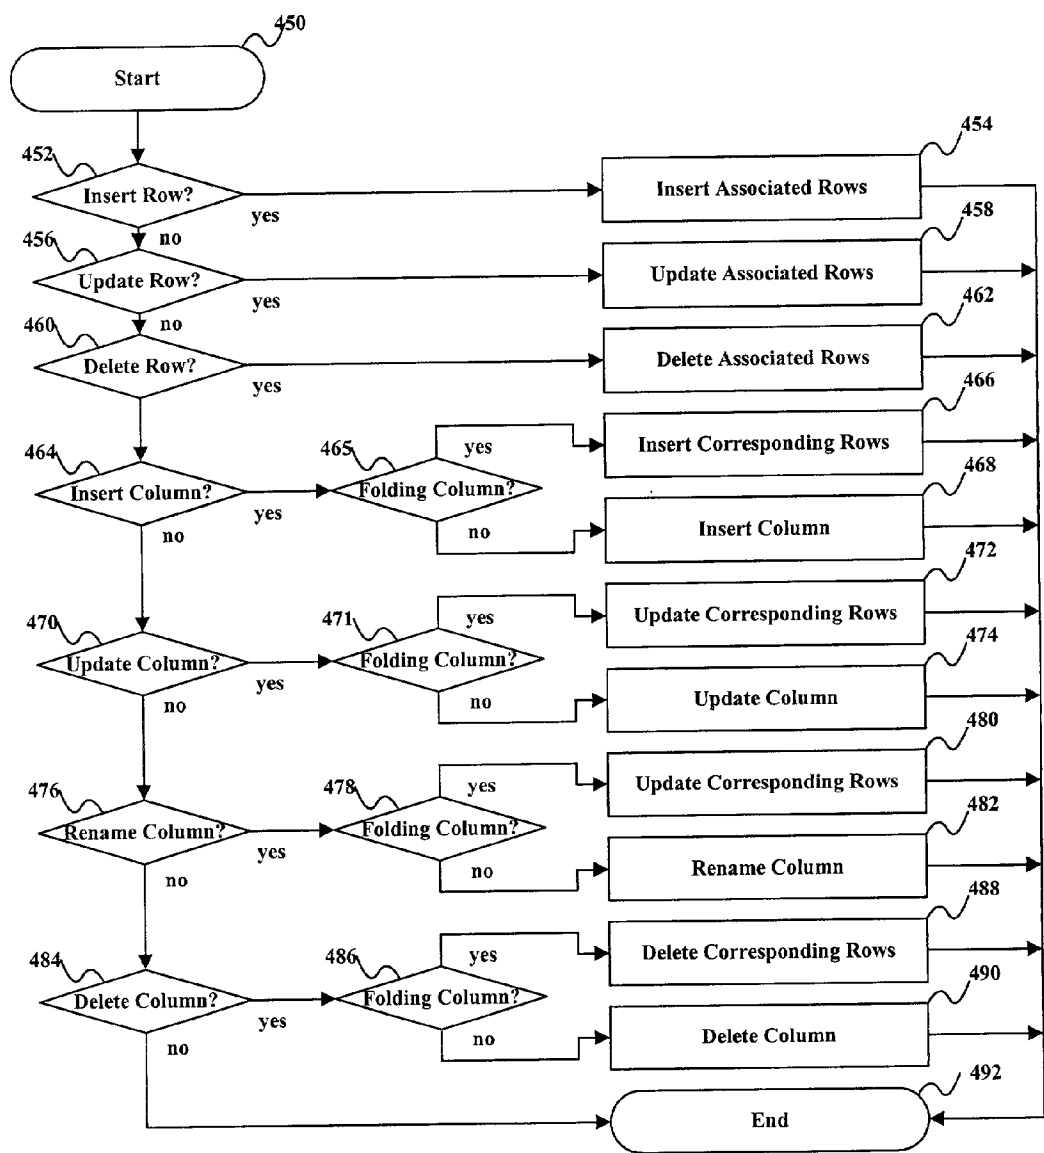 450
Start
454
452
Insert Row?
yes
Insert Associated Rows
no
458
456
Update Row?
yes
Update Associated Rows
no
462
460
Delete Row?
yes
Delete Associated Rows
466
464
465
yes
Insert Corresponding Rows
Insert Column?
yes
Folding Column?
468
no
no
Insert Column
472
470
471
yes
Update Corresponding Rows
Update Column?
yes
Folding Column?
474
no
no
Update Column
480
476
478
yes
Update Corresponding Rows
Rename Column?
yes
Folding Column?
482
no
no
Rename Column
488
484
486
yes
Delete Corresponding Rows
Delete Column?
yes
Folding Column?
490
no
no
Delete Column
492
End